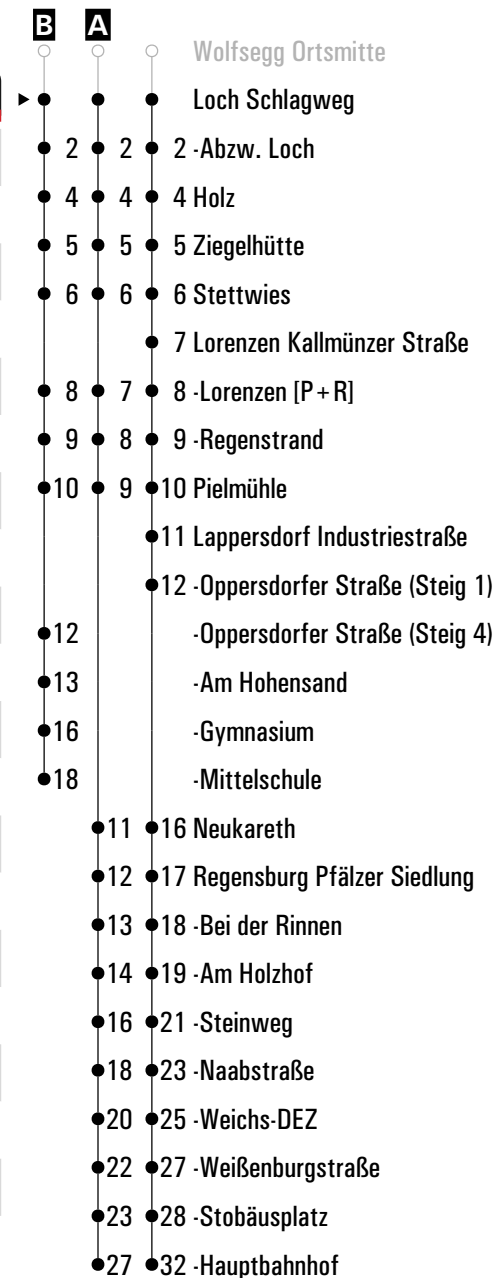 B A
Wolfsegg Ortsmitte
Loch Schlagweg
2 2 2 -Abzw. Loch
4 4 4 Holz
5 5 5 Ziegelhütte
6 6 6 Stettwies
7 Lorenzen Kallmünzer Straße
8 7 8 -Lorenzen [P+R]
9 8 9 -Regenstrand
10 9 10 Pielmühle
11 Lappersdorf Industriestraße
12 -Oppersdorfer Straße (Steig 1)
12 -Oppersdorfer Straße (Steig 4)
13 -Am Hohensand
16 -Gymnasium
18 -Mittelschule
11 16 Neukareth
12 17 Regensburg Pfälzer Siedlung
13 18 -Bei der Rinnen
14 19 -Am Holzhof
16 21 -Steinweg
18 23 -Naabstraße
20 25 -Weichs-DEZ
22 27 -Weißenburgstraße
23 28 -Stobäusplatz
27 32 -Hauptbahnhof